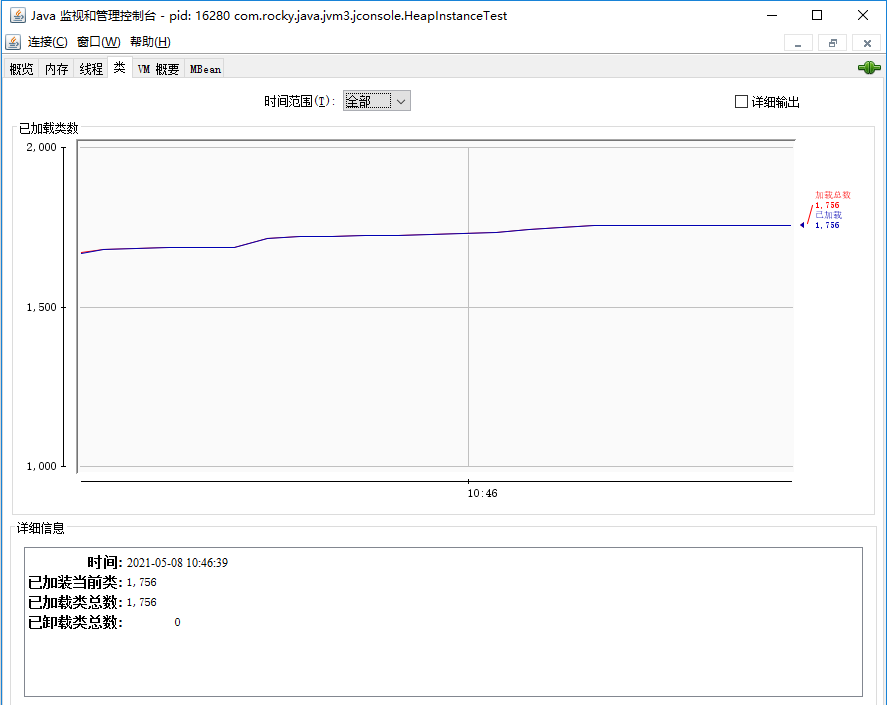 Java 监视和管理控制台 - pid: 16280 com.rocky.java.jvm3.jconsole.HeapInstanceTest
连接(C) 窗口(W) 帮助(H)
概览 内存 线程 类 VM 概要 MBean
时间范围(T): 全部 详细输出
已加载类数
2,000
加载总数
1,756
已加载
1,756
1,500
1,000
10:46
详细信息
时间: 2021-05-08 10:46:39
已加装当前类: 1,756
已加载类总数: 1,756
已卸载类总数: 0